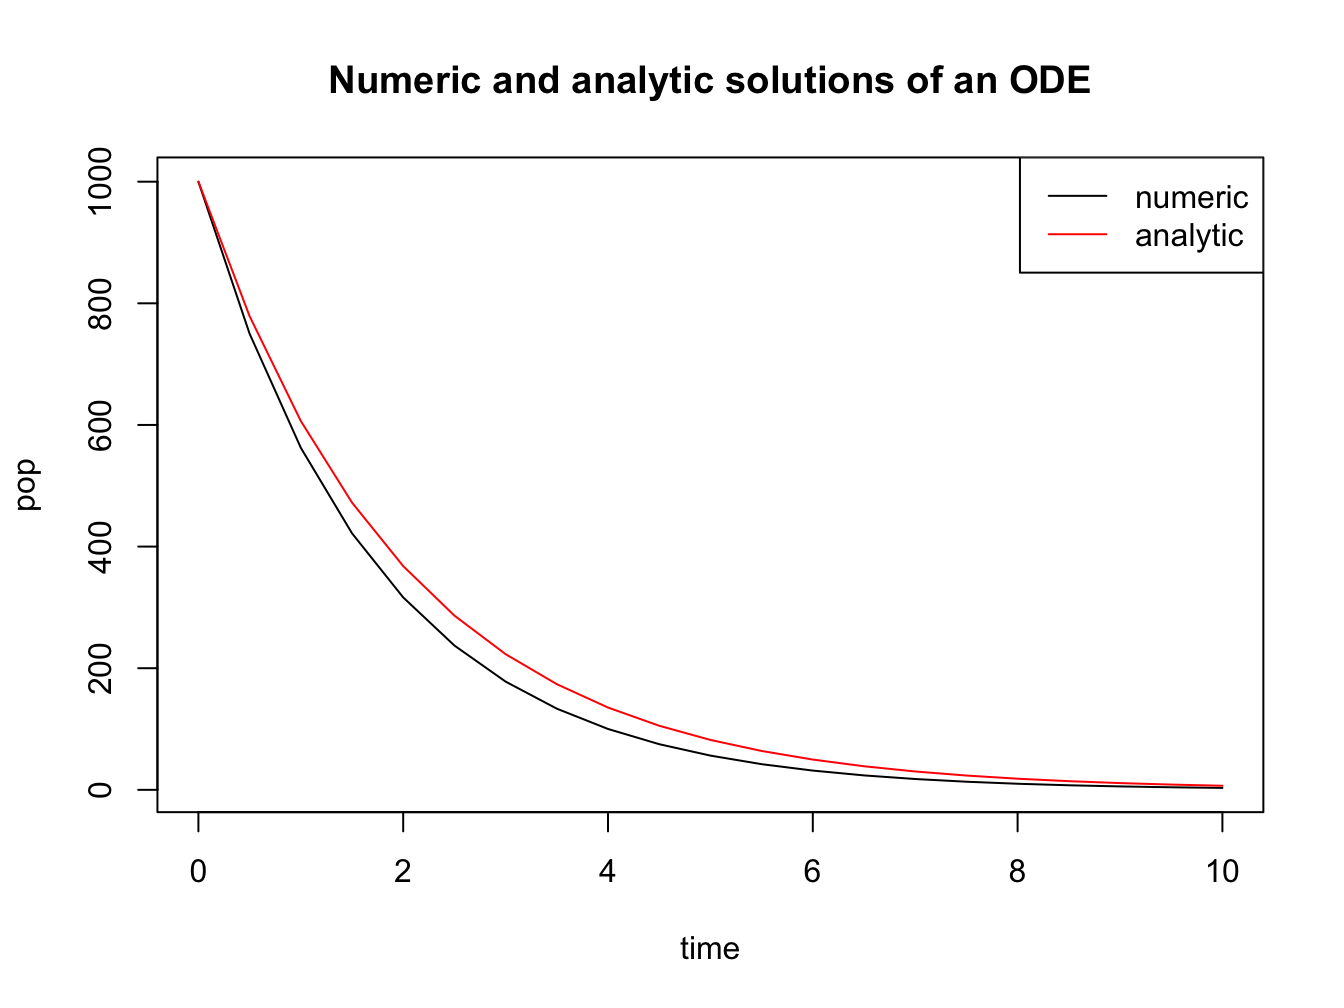 Numeric and analytic solutions of an ODE
numeric
analytic
1000
800
600
400
200
0
pop
0 2 4 6 8 10
time